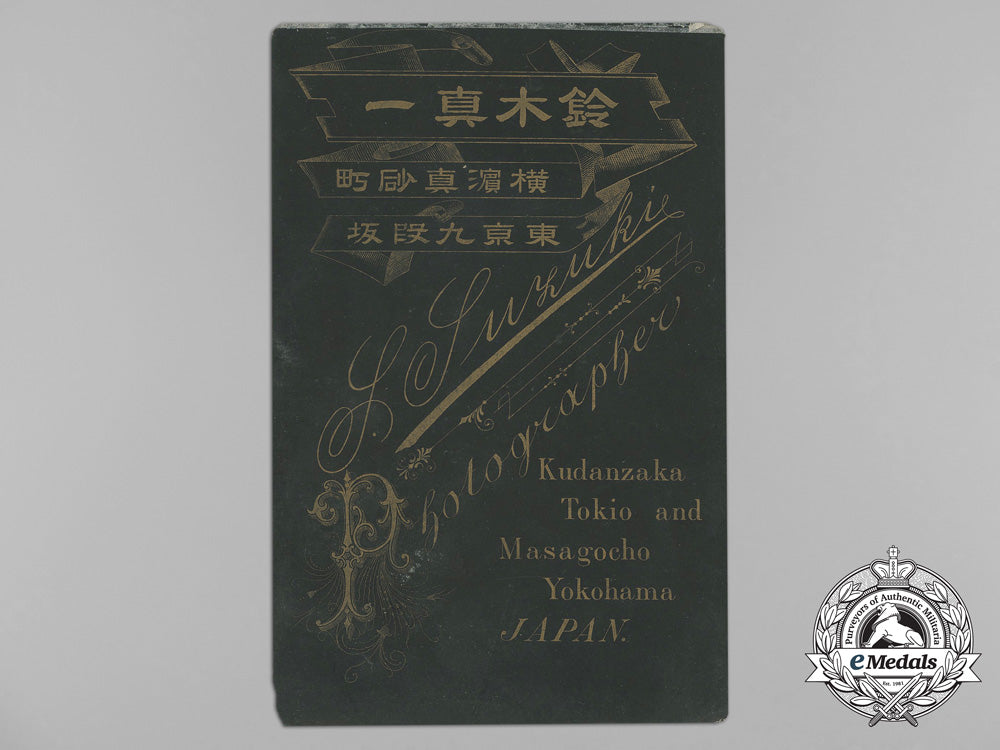 鈴木真一
横濱真砂町
東京九段坂
S. Suzuki
Photographer
Kudanzaka
Tokio and
Masagocho
Yokohama
JAPAN.
Purveyors of Authentic Militaria
eMedals
Est. 1981